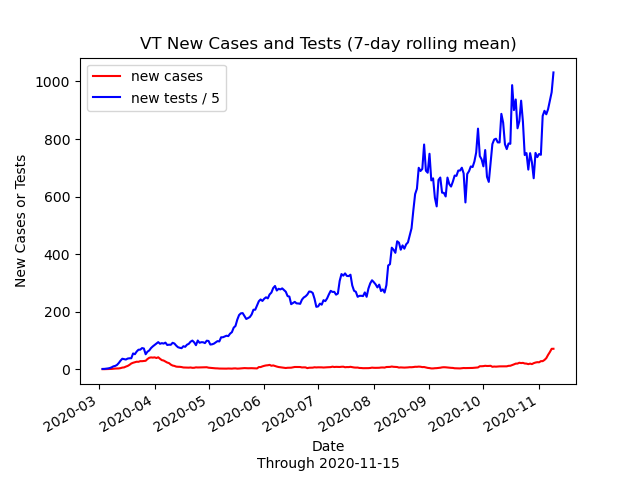 VT New Cases and Tests (7-day rolling mean)
new cases
new tests / 5
New Cases or Tests
1000
800
600
400
200
0
2020-03
2020-04
2020-05
2020-06
2020-07
2020-08
2020-09
2020-10
2020-11
Date
Through 2020-11-15